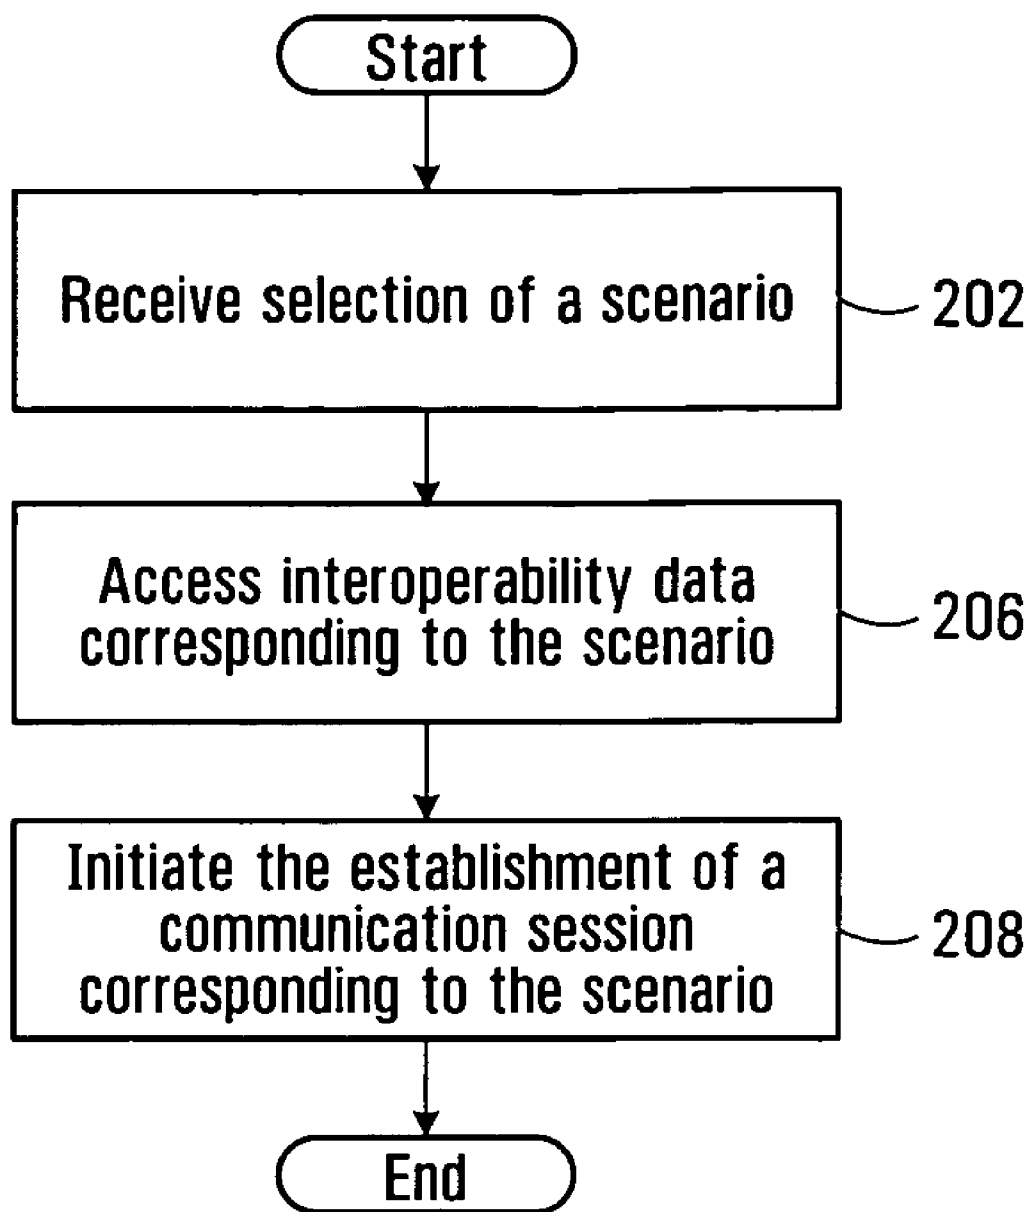 Start
Receive selection of a scenario
202
Access interoperability data
corresponding to the scenario
206
Initiate the establishment of a
communication session
corresponding to the scenario
208
End